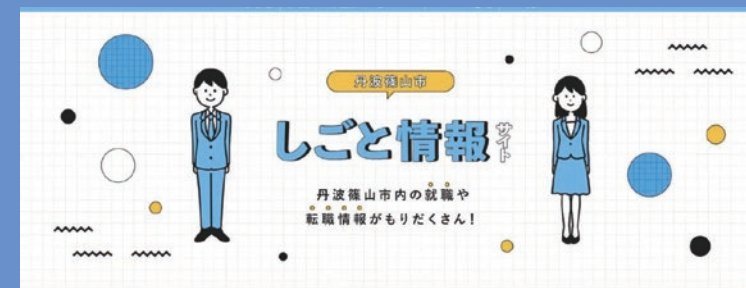 丹波篠山市
しごと情報
サイト
丹波篠山市内の就職や
転職情報がもりだくさん！